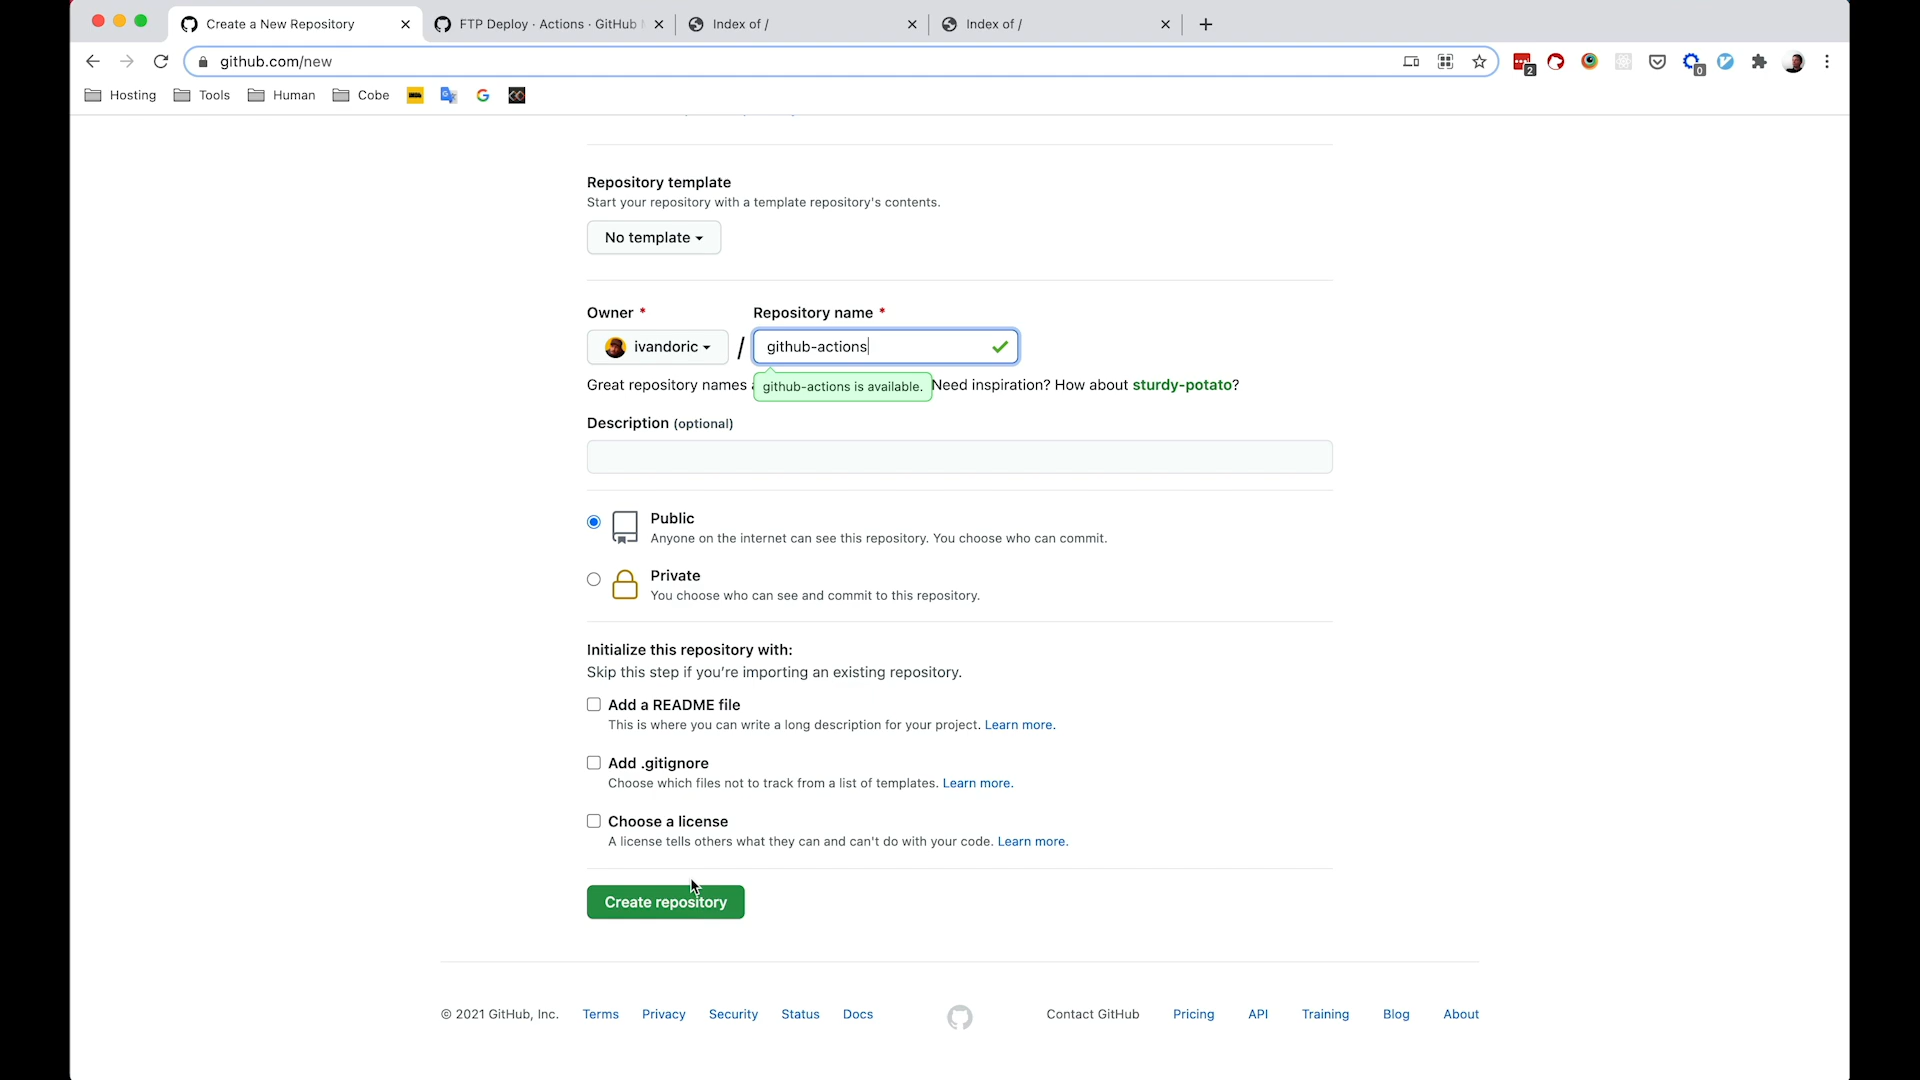 Create a New Repository
FTP Deploy · Actions · GitHub
Index of /
Index of /
github.com/new
2
0
Hosting
Tools
Human
Cobe
Repository template
Start your repository with a template repository's contents.
No template
Owner *
Repository name *
ivandoric
/
github-actions
Great repository names
github-actions is available.
Need inspiration? How about sturdy-potato?
Description (optional)
Public
Anyone on the internet can see this repository. You choose who can commit.
Private
You choose who can see and commit to this repository.
Initialize this repository with:
Skip this step if you're importing an existing repository.
Add a README file
This is where you can write a long description for your project. Learn more.
Add .gitignore
Choose which files not to track from a list of templates. Learn more.
Choose a license
A license tells others what they can and can't do with your code. Learn more.
Create repository
© 2021 GitHub, Inc.
Terms
Privacy
Security
Status
Docs
Contact GitHub
Pricing
API
Training
Blog
About